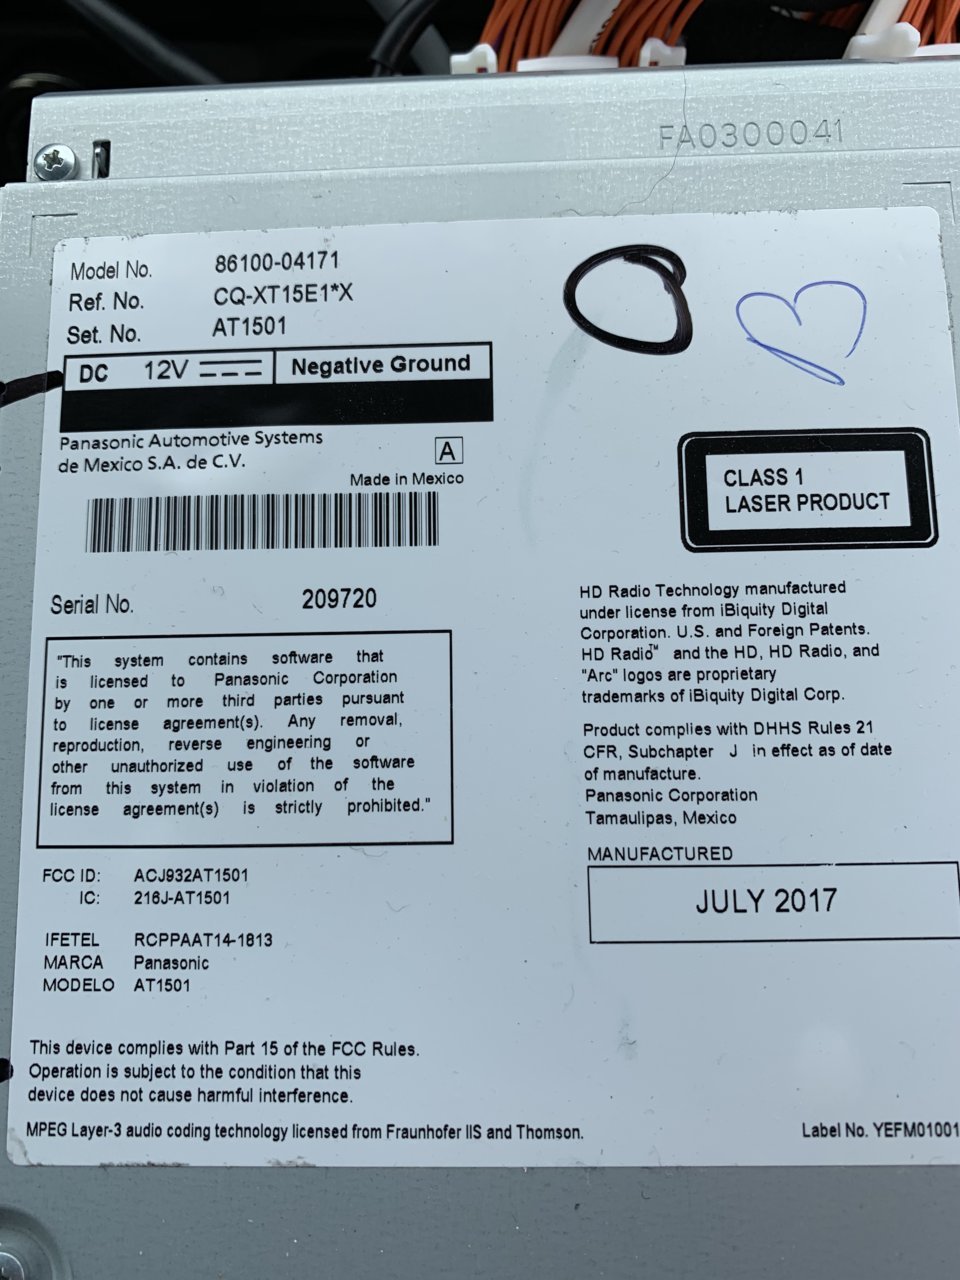 FA0300041
Model No. 86100-04171
Ref. No. CQ-XT15E1*X
Set. No. AT1501
DC 12V Negative Ground
Panasonic Automotive Systems
de Mexico S.A. de C.V.
A
Made in Mexico
CLASS 1
LASER PRODUCT
Serial No. 209720
"This system contains software that
is licensed to Panasonic Corporation
by one or more third parties pursuant
to license agreement(s). Any removal,
reproduction, reverse engineering or
other unauthorized use of the software
from this system in violation of the
license agreement(s) is strictly prohibited."
HD Radio Technology manufactured
under license from iBiquity Digital
Corporation. U.S. and Foreign Patents.
HD Radio™ and the HD, HD Radio, and
"Arc" logos are proprietary
trademarks of iBiquity Digital Corp.
Product complies with DHHS Rules 21
CFR, Subchapter J in effect as of date
of manufacture.
Panasonic Corporation
Tamaulipas, Mexico
MANUFACTURED
JULY 2017
FCC ID: ACJ932AT1501
IC: 216J-AT1501
IFETEL RCPPAAT14-1813
MARCA Panasonic
MODELO AT1501
This device complies with Part 15 of the FCC Rules.
Operation is subject to the condition that this
device does not cause harmful interference.
MPEG Layer-3 audio coding technology licensed from Fraunhofer IIS and Thomson.
Label No. YEFM01001